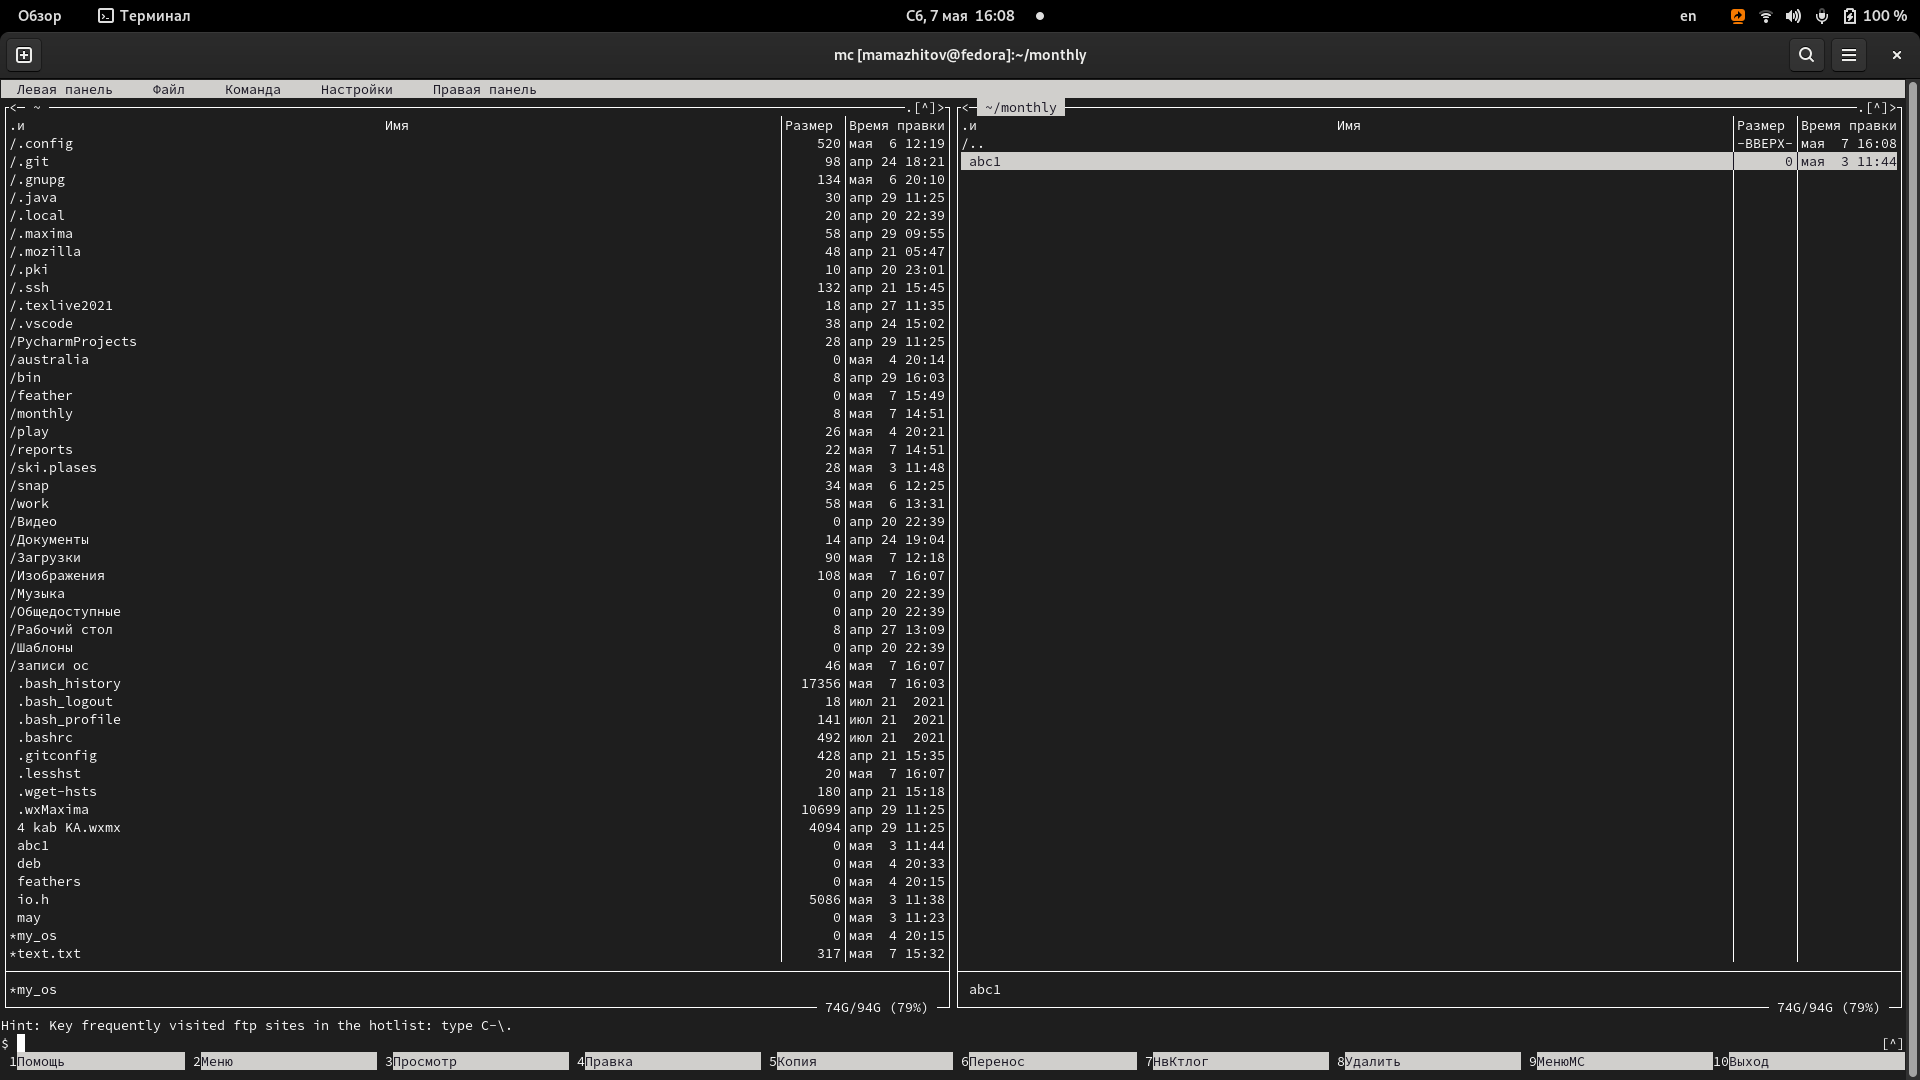 Обзор Терминал Сб, 7 мая 16:08 en 100 %
mc [mamazhitov@fedora]:~/monthly
Левая панель Файл Команда Настройки Правая панель
<─ ~ .[^]>
.и Имя Размер Время правки
/.config 520 мая 6 12:19
/.git 98 апр 24 18:21
/.gnupg 134 мая 6 20:10
/.java 30 апр 29 11:25
/.local 20 апр 20 22:39
/.maxima 58 апр 29 09:55
/.mozilla 48 апр 21 05:47
/.pki 10 апр 20 23:01
/.ssh 132 апр 21 15:45
/.texlive2021 18 апр 27 11:35
/.vscode 38 апр 24 15:02
/PycharmProjects 28 апр 29 11:25
/australia 0 мая 4 20:14
/bin 8 апр 29 16:03
/feather 0 мая 7 15:49
/monthly 8 мая 7 14:51
/play 26 мая 4 20:21
/reports 22 мая 7 14:51
/ski.plases 28 мая 3 11:48
/snap 34 мая 6 12:25
/work 58 мая 6 13:31
/Видео 0 апр 20 22:39
/Документы 14 апр 24 19:04
/Загрузки 90 мая 7 12:18
/Изображения 108 мая 7 16:07
/Музыка 0 апр 20 22:39
/Общедоступные 0 апр 20 22:39
/Рабочий стол 8 апр 27 13:09
/Шаблоны 0 апр 20 22:39
/записи ос 46 мая 7 16:07
.bash_history 17356 мая 7 16:03
.bash_logout 18 июл 21 2021
.bash_profile 141 июл 21 2021
.bashrc 492 июл 21 2021
.gitconfig 428 апр 21 15:35
.lesshst 20 мая 7 16:07
.wget-hsts 180 апр 21 15:18
.wxMaxima 10699 апр 29 11:25
4 kab KA.wxmx 4094 апр 29 11:25
abc1 0 мая 3 11:44
deb 0 мая 4 20:33
feathers 0 мая 4 20:15
io.h 5086 мая 3 11:38
may 0 мая 3 11:23
*my_os 0 мая 4 20:15
*text.txt 317 мая 7 15:32
*my_os
74G/94G (79%)
<─ ~/monthly .[^]>
.и Имя Размер Время правки
/.. -ВВЕРХ- мая 7 16:08
abc1 0 мая 3 11:44
abc1
74G/94G (79%)
Hint: Key frequently visited ftp sites in the hotlist: type C-\.
$ [^]
1Помощь 2Меню 3Просмотр 4Правка 5Копия 6Перенос 7НвКтлог 8Удалить 9МенюMC 10Выход